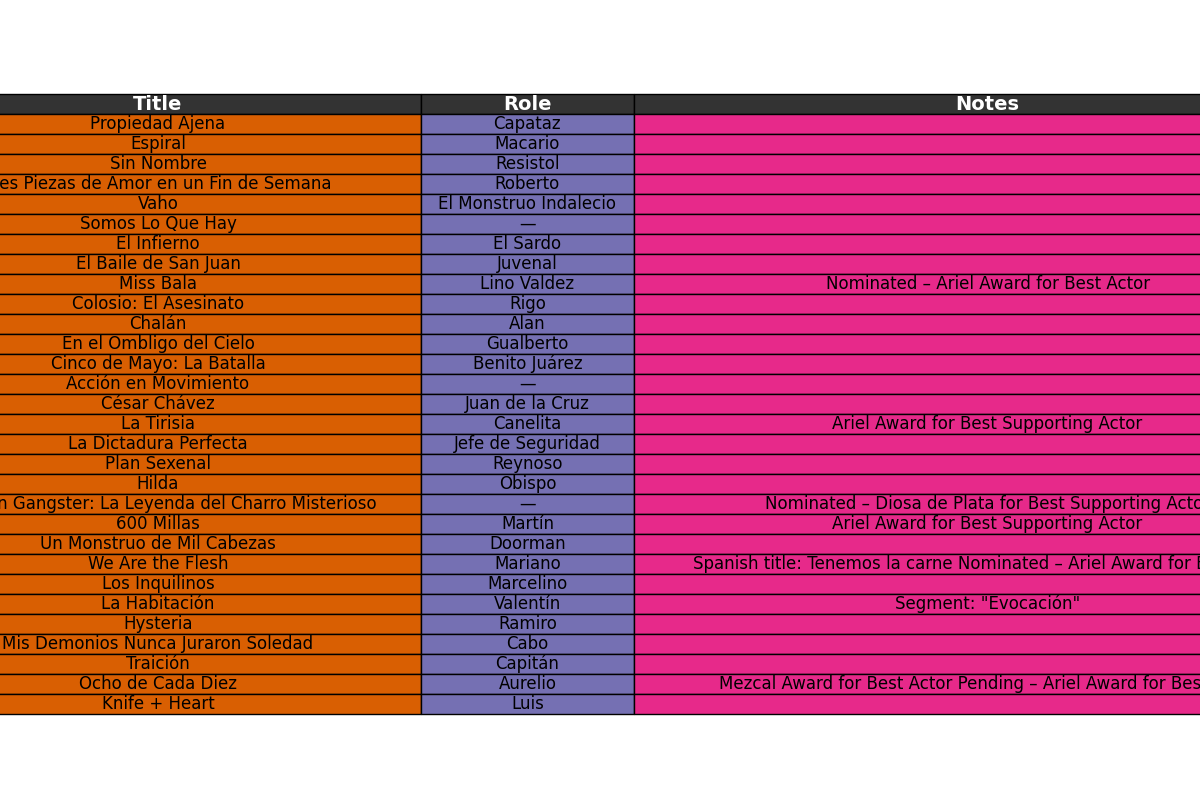 Title Role Notes
Propiedad Ajena Capataz
Espiral Macario
Sin Nombre Resistol
es Piezas de Amor en un Fin de Semana Roberto
Vaho El Monstruo Indalecio
Somos Lo Que Hay —
El Infierno El Sardo
El Baile de San Juan Juvenal
Miss Bala Lino Valdez Nominated – Ariel Award for Best Actor
Colosio: El Asesinato Rigo
Chalán Alan
En el Ombligo del Cielo Gualberto
Cinco de Mayo: La Batalla Benito Juárez
Acción en Movimiento —
César Chávez Juan de la Cruz
La Tirisia Canelita Ariel Award for Best Supporting Actor
La Dictadura Perfecta Jefe de Seguridad
Plan Sexenal Reynoso
Hilda Obispo
n Gangster: La Leyenda del Charro Misterioso — Nominated – Diosa de Plata for Best Supporting Acto
600 Millas Martín Ariel Award for Best Supporting Actor
Un Monstruo de Mil Cabezas Doorman
We Are the Flesh Mariano Spanish title: Tenemos la carne Nominated – Ariel Award for
Los Inquilinos Marcelino
La Habitación Valentín Segment: "Evocación"
Hysteria Ramiro
Mis Demonios Nunca Juraron Soledad Cabo
Traición Capitán
Ocho de Cada Diez Aurelio Mezcal Award for Best Actor Pending – Ariel Award for Bes
Knife + Heart Luis